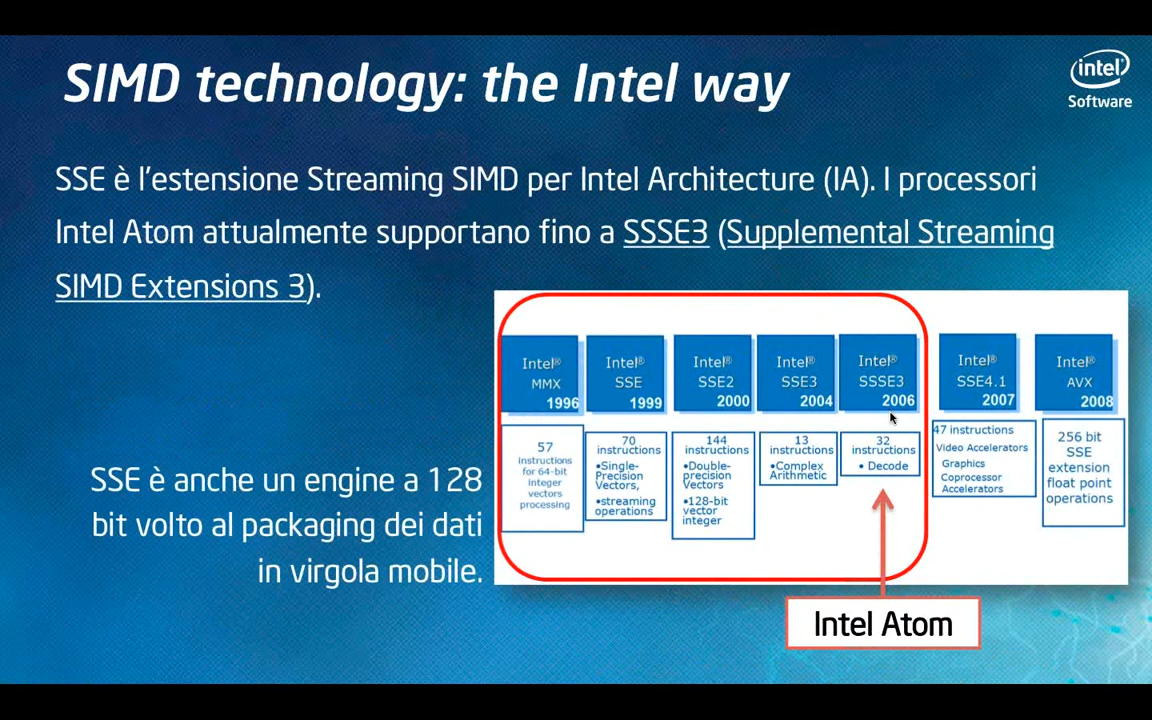 SIMD technology: the Intel way
intel
Software
SSE è l'estensione Streaming SIMD per Intel Architecture (IA). I processori
Intel Atom attualmente supportano fino a SSSE3 (Supplemental Streaming
SIMD Extensions 3).
SSE è anche un engine a 128
bit volto al packaging dei dati
in virgola mobile.
Intel®
MMX
1996
57
instructions
for 64-bit
integer
vectors
processing
Intel®
SSE
1999
70
instructions
•Single-
Precision
Vectors,
•streaming
operations
Intel®
SSE2
2000
144
instructions
•Double-
precision
Vectors
•128-bit
vector
integer
Intel®
SSE3
2004
13
instructions
•Complex
Arithmetic
Intel®
SSSE3
2006
32
instructions
• Decode
Intel®
SSE4.1
2007
47 instructions
Video Accelerators
Graphics
Coprocessor
Accelerators
Intel®
AVX
2008
256 bit
SSE
extension
float point
operations
Intel Atom